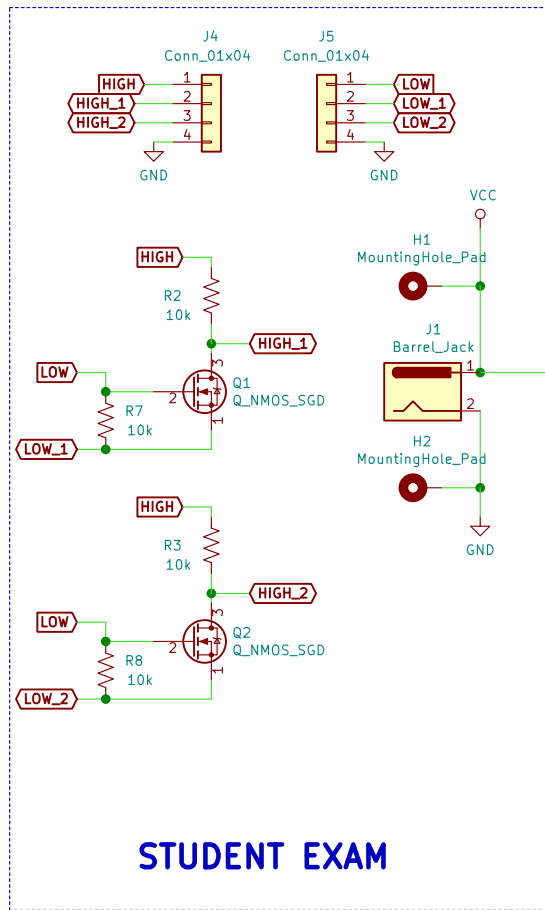 J4
Conn_01x04
HIGH 1
HIGH_1 2
HIGH_2 3
4
GND
J5
Conn_01x04
1 LOW
2 LOW_1
3 LOW_2
4
GND
VCC
H1
MountingHole_Pad
J1
Barrel_Jack
1
2
H2
MountingHole_Pad
GND
HIGH
R2
10k
HIGH_1
3
LOW
2
Q1
Q_NMOS_SGD
R7
10k
1
LOW_1
HIGH
R3
10k
HIGH_2
3
LOW
2
Q2
Q_NMOS_SGD
R8
10k
1
LOW_2
STUDENT EXAM